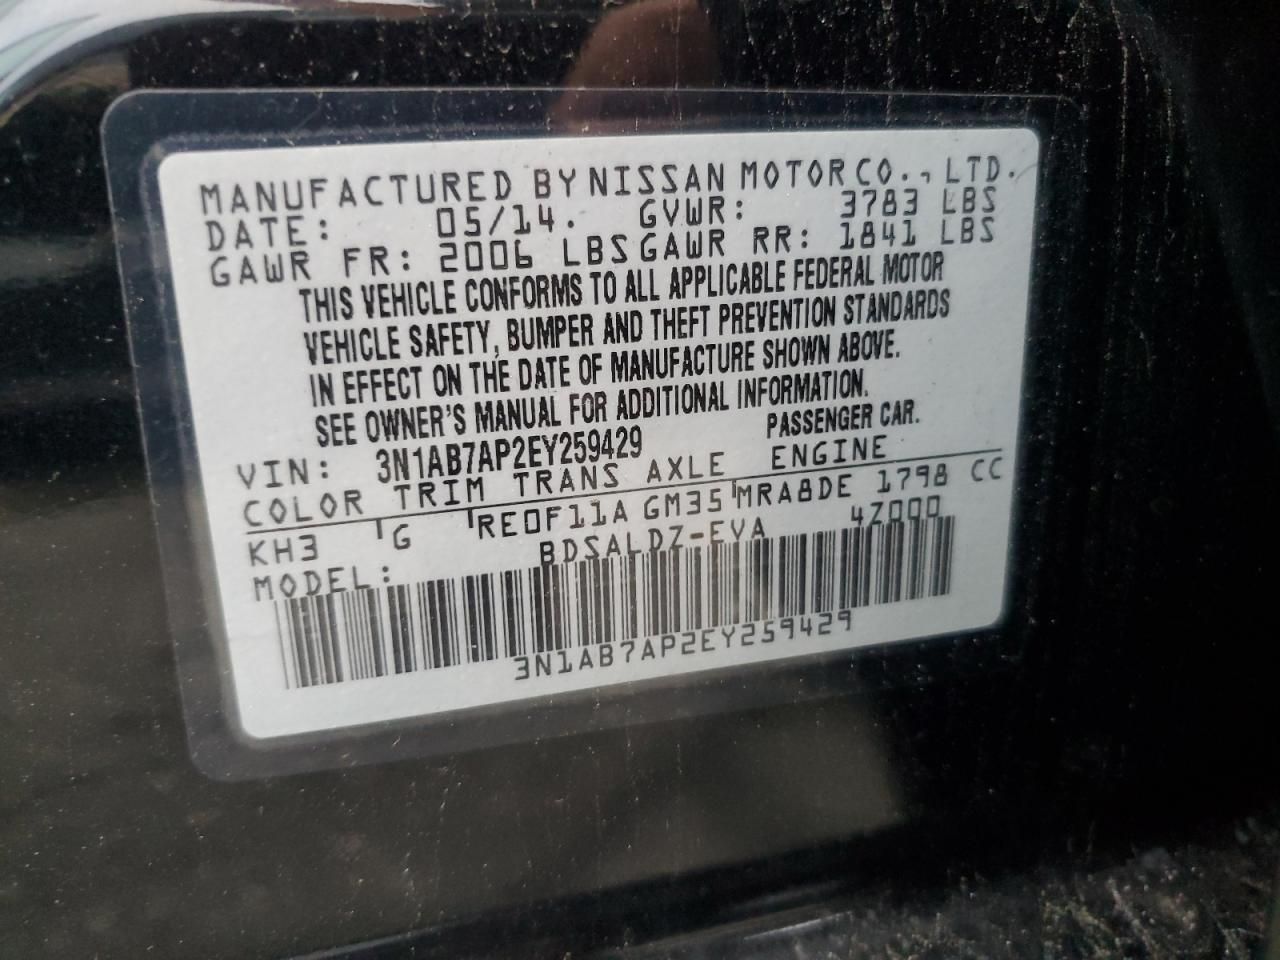 MANUFACTURED BY NISSAN MOTOR CO., LTD.
DATE: 05/14. GVWR: 3783 LBS
GAWR FR: 2006 LBS GAWR RR: 1841 LBS
THIS VEHICLE CONFORMS TO ALL APPLICABLE FEDERAL MOTOR
VEHICLE SAFETY, BUMPER AND THEFT PREVENTION STANDARDS
IN EFFECT ON THE DATE OF MANUFACTURE SHOWN ABOVE.
SEE OWNER'S MANUAL FOR ADDITIONAL INFORMATION.
VIN: 3N1AB7AP2EY259429 PASSENGER CAR.
COLOR TRIM TRANS AXLE ENGINE
KH3 G RE0F11A GM35 MRA8DE 1798 CC
MODEL: BDSALDZ-EVA 4Z000
3N1AB7AP2EY259429